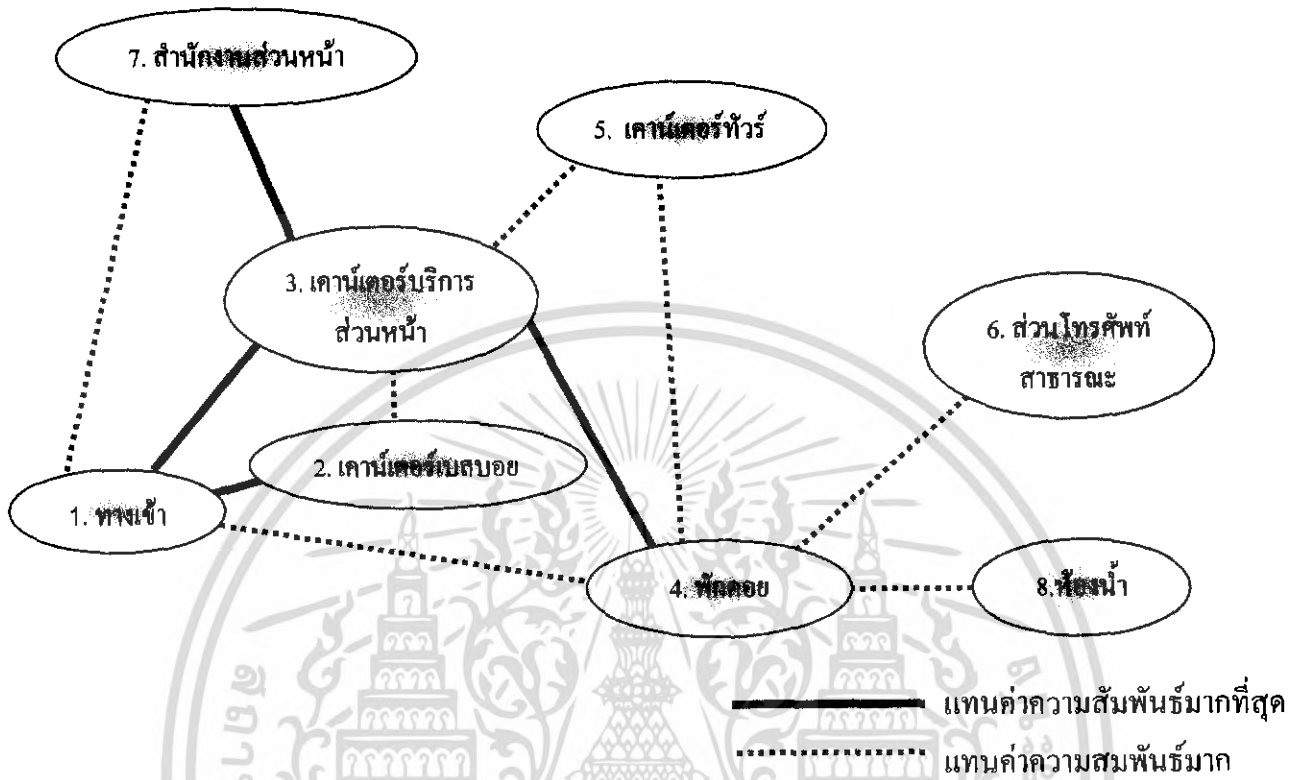 7. สำนักงานส่วนหน้า
5. เคาน์เตอร์ทัวร์
3. เคาน์เตอร์บริการ
ส่วนหน้า
6. ส่วนโทรศัพท์
สาธารณะ
2. เคาน์เตอร์เบสบอย
1. ทางเข้า
4. พักคอย
8.ห้องน้ำ
แทนค่าความสัมพันธ์มากที่สุด
แทนค่าความสมพันธ์มาก